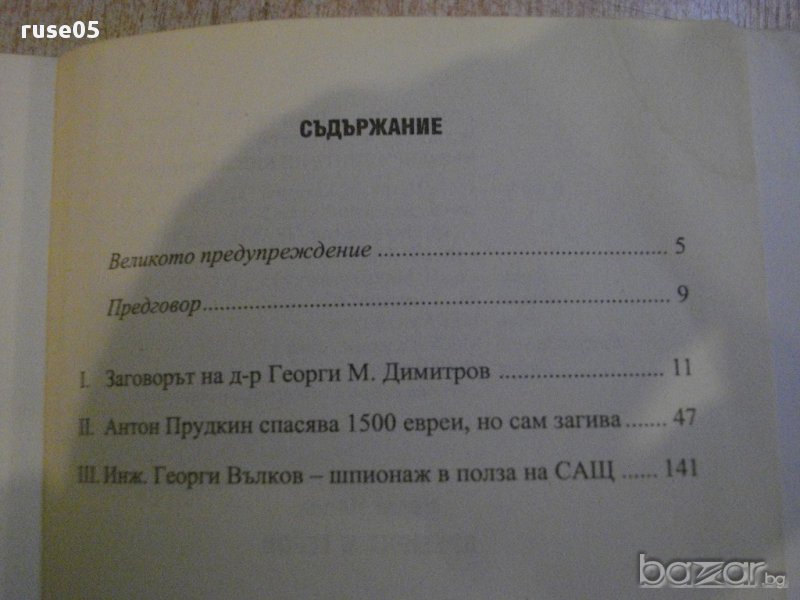 ruse05
СЪДЪРЖАНИЕ
Великото предупреждение ................................................ 5
Предговор.............................................................................. 9
I. Заговорът на д-р Георги М. Димитров ................................ 11
II. Антон Прудкин спасява 1500 евреи, но сам загива ........... 47
III. Инж. Георги Вълков – шпионаж в полза на САЩ ...... 141
bazar.bg